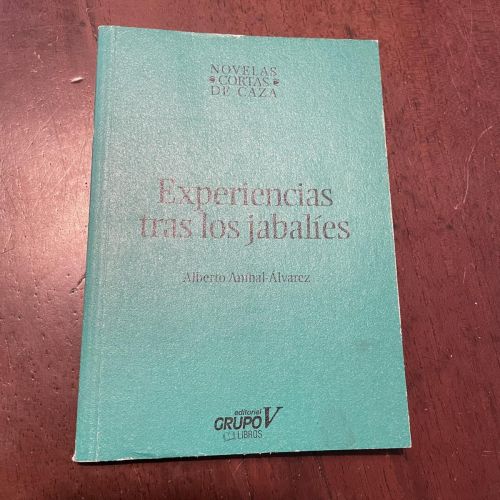 NOVELAS
CORTAS
DE CAZA
Experiencias
tras los jabalíes
Alberto Aníbal-Álvarez
editorial
GRUPO V
LIBROS